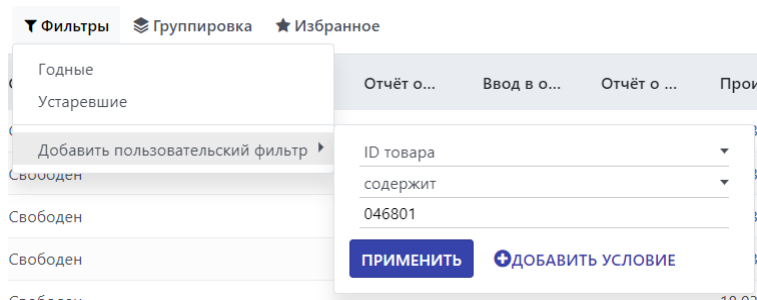 Фильтры Группировка Избранное
Годные
Отчёт о... Ввод в о... Отчёт о ... Прои
Устаревшие
Добавить пользовательский фильтр
ID товара
Свободен
содержит
Свободен
046801
Свободен
ПРИМЕНИТЬ ДОБАВИТЬ УСЛОВИЕ